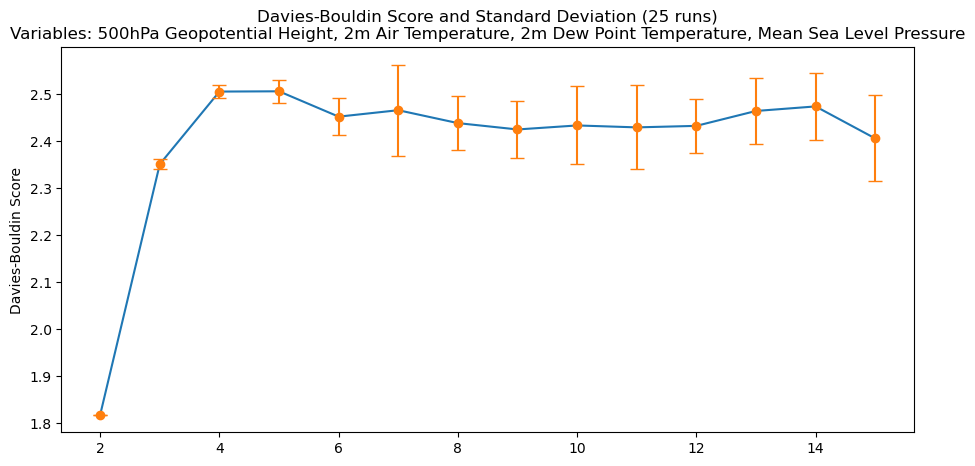 Davies-Bouldin Score and Standard Deviation (25 runs)
Variables: 500hPa Geopotential Height, 2m Air Temperature, 2m Dew Point Temperature, Mean Sea Level Pressure
Davies-Bouldin Score
2.5
2.4
2.3
2.2
2.1
2.0
1.9
1.8
2 4 6 8 10 12 14